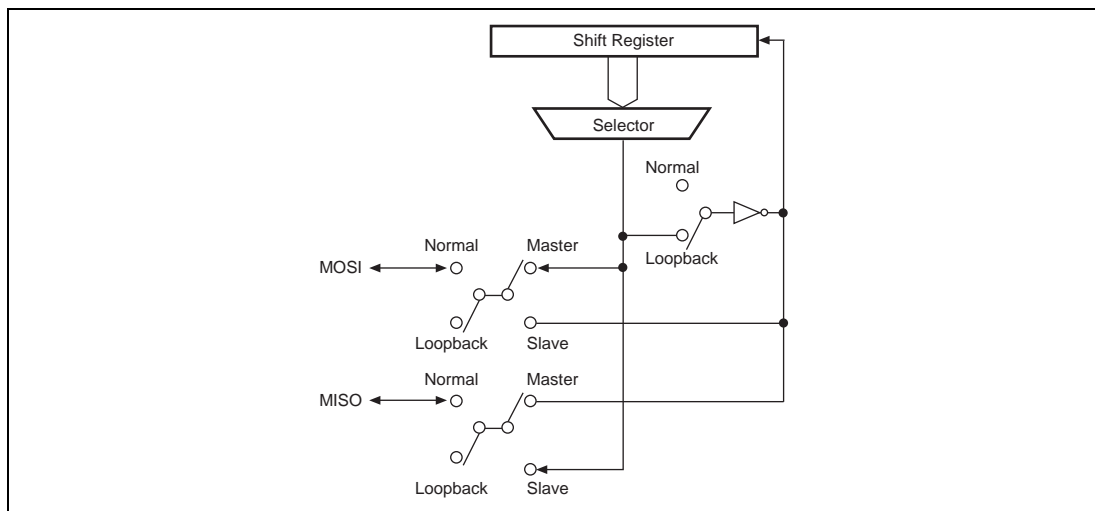 Shift Register
Selector
Normal
Loopback
Normal
Master
MOSI
Loopback
Slave
Normal
Master
MISO
Loopback
Slave